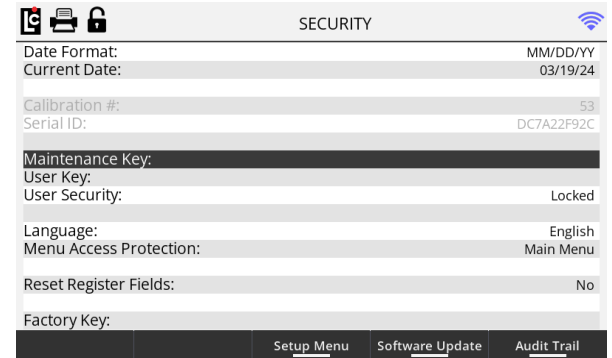 LC
SECURITY
Date Format: MM/DD/YY
Current Date: 03/19/24
Calibration #: 53
Serial ID: DC7A22F92C
Maintenance Key:
User Key:
User Security: Locked
Language: English
Menu Access Protection: Main Menu
Reset Register Fields: No
Factory Key:
Setup Menu Software Update Audit Trail